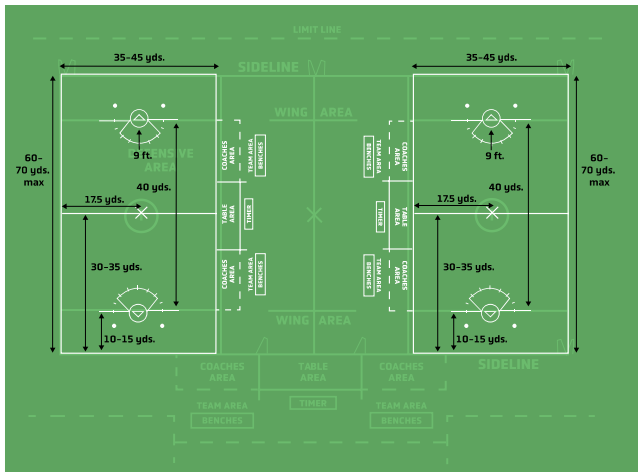 LIMIT LINE
35–45 yds.
35–45 yds.
SIDELINE
WING AREA
60–
70 yds.
max
DEFENSIVE
AREA
9 ft.
40 yds.
17.5 yds.
30–35 yds.
10–15 yds.
COACHES
AREA
TEAM AREA
BENCHES
TABLE
AREA
TIMER
COACHES
AREA
TEAM AREA
BENCHES
COACHES
AREA
TEAM AREA
BENCHES
TABLE
AREA
TIMER
COACHES
AREA
TEAM AREA
BENCHES
9 ft.
40 yds.
17.5 yds.
30–35 yds.
10–15 yds.
60–
70 yds.
max
WING AREA
SIDELINE
COACHES
AREA
TABLE
AREA
COACHES
AREA
TIMER
TEAM AREA
BENCHES
TEAM AREA
BENCHES